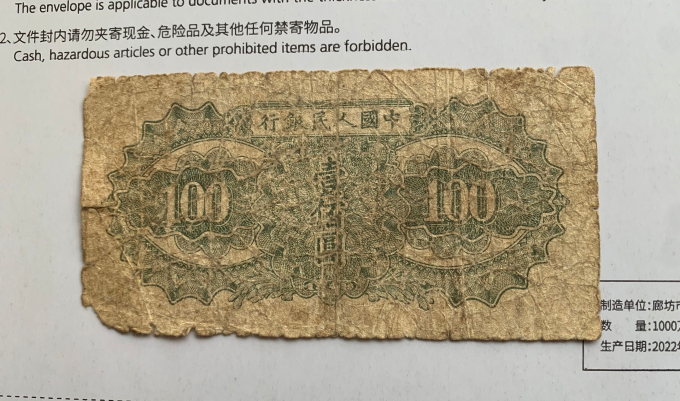 The envelope is applicable to documents with the thickness
2、文件封内请勿夹寄现金、危险品及其他任何禁寄物品。
Cash, hazardous articles or other prohibited items are forbidden.
行銀民人國中
100
壹佰圓
100
制造单位:廊坊市
数 量:1000
生产日期:2022年